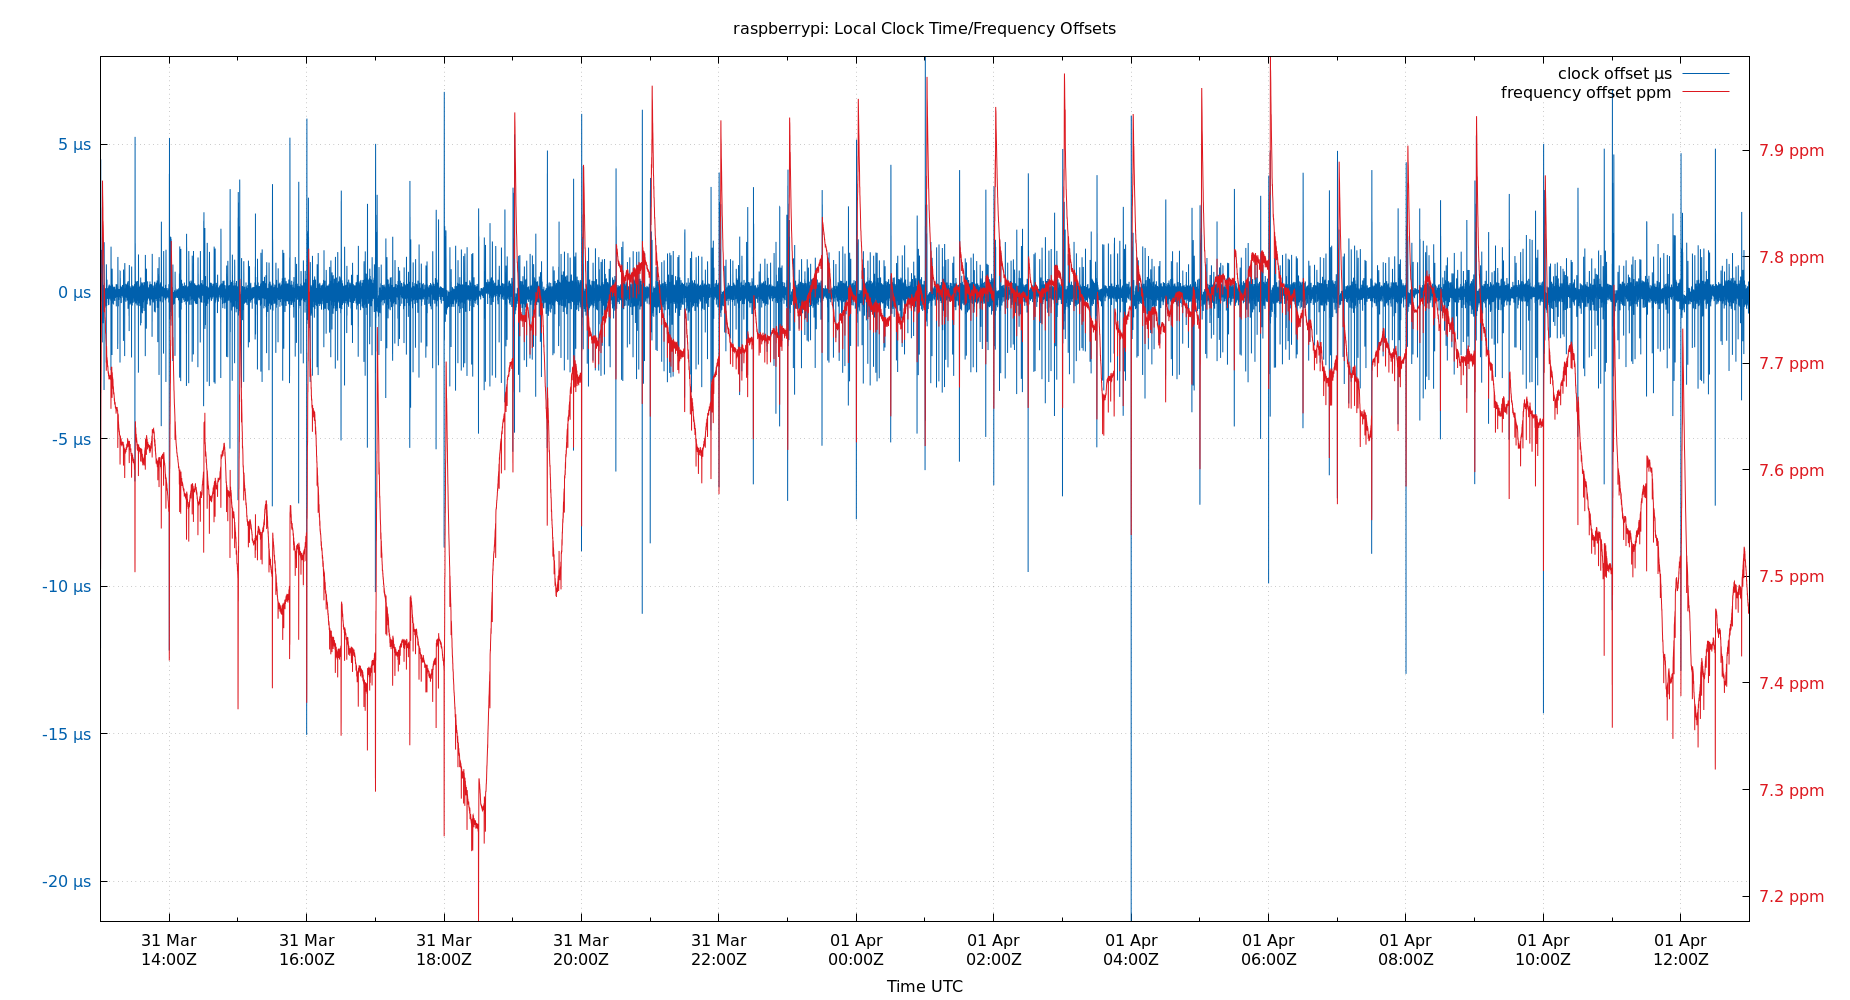 raspberrypi: Local Clock Time/Frequency Offsets
clock offset µs
frequency offset ppm
5 µs
0 µs
-5 µs
-10 µs
-15 µs
-20 µs
7.9 ppm
7.8 ppm
7.7 ppm
7.6 ppm
7.5 ppm
7.4 ppm
7.3 ppm
7.2 ppm
31 Mar 31 Mar 31 Mar 31 Mar 31 Mar 01 Apr 01 Apr 01 Apr 01 Apr 01 Apr 01 Apr 01 Apr
14:00Z 16:00Z 18:00Z 20:00Z 22:00Z 00:00Z 02:00Z 04:00Z 06:00Z 08:00Z 10:00Z 12:00Z
Time UTC